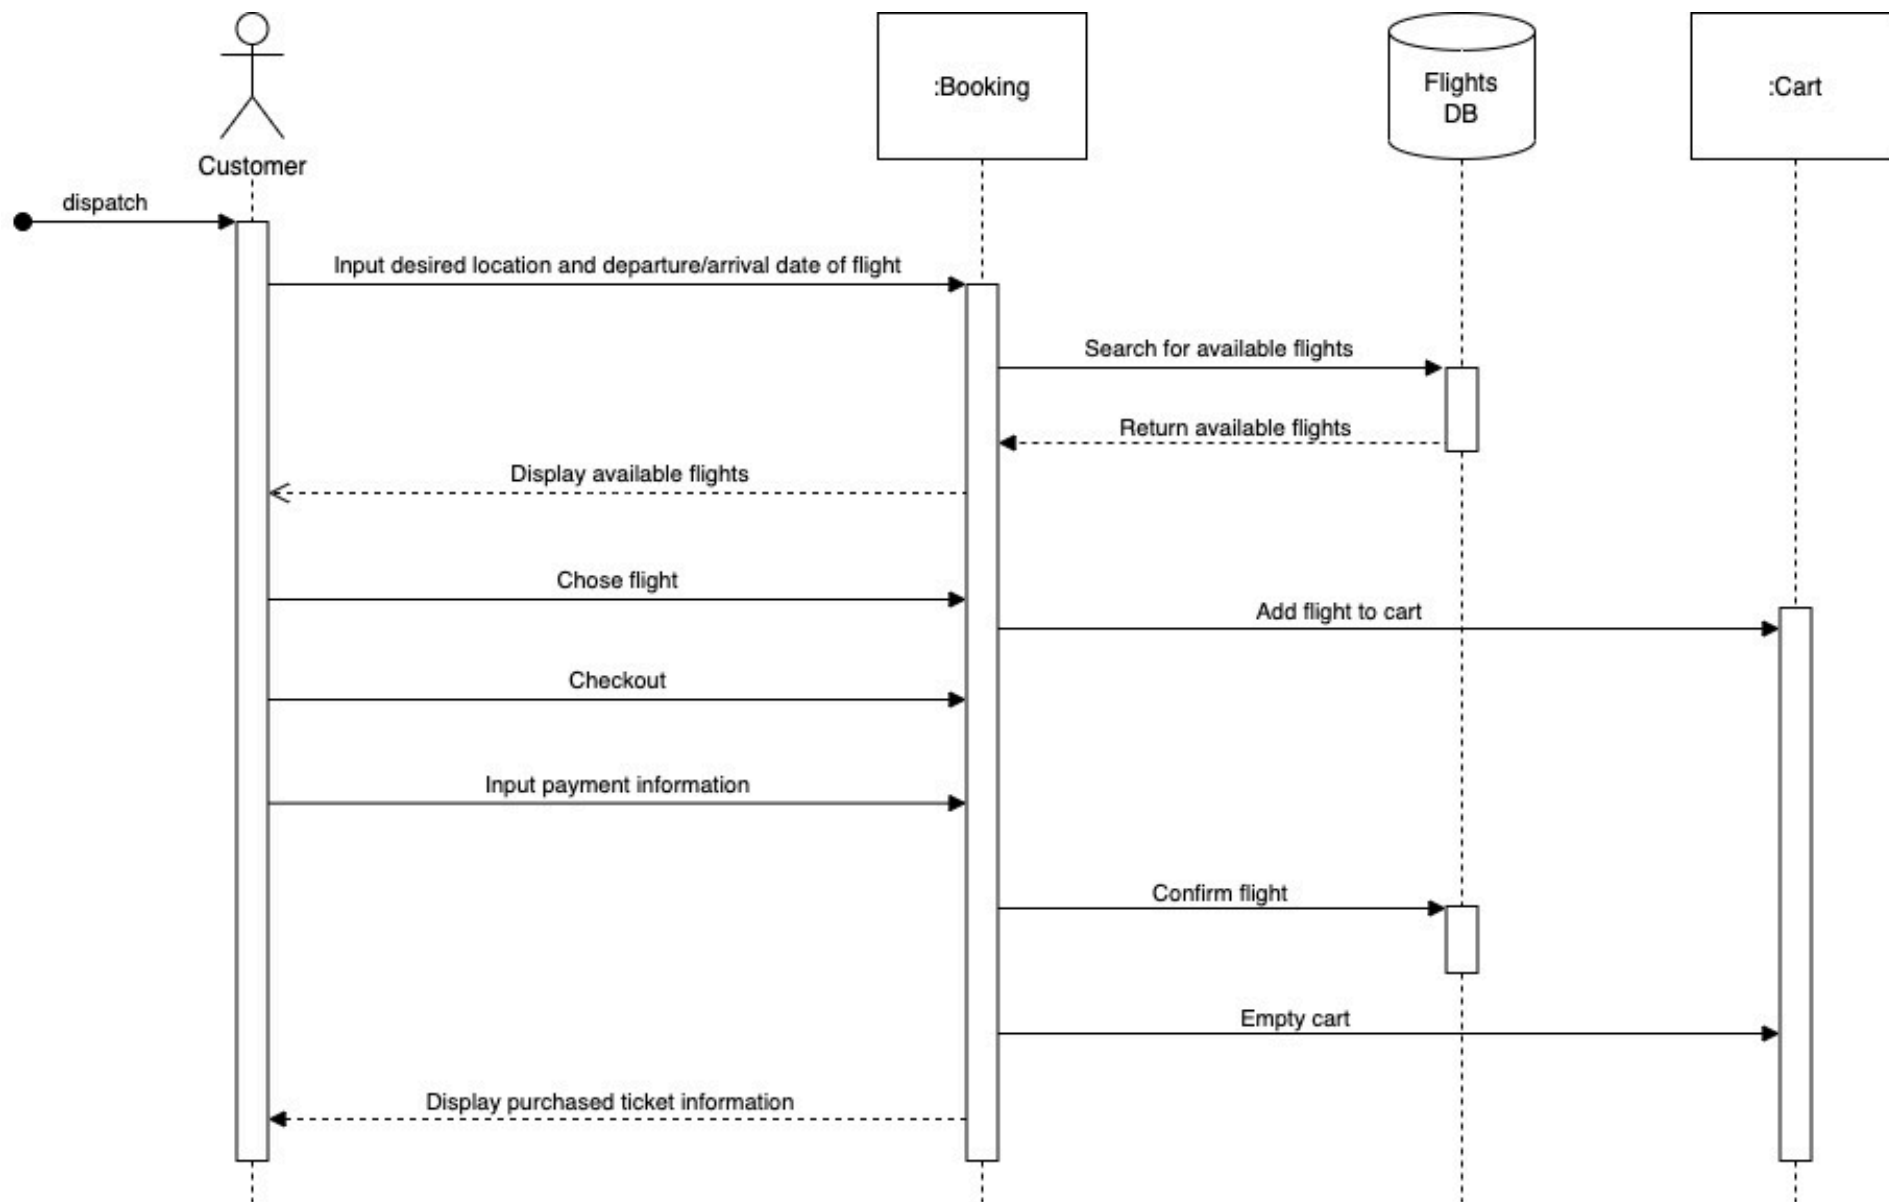 :Booking
Flights
DB
:Cart
Customer
dispatch
Input desired location and departure/arrival date of flight
Search for available flights
Return available flights
Display available flights
Chose flight
Add flight to cart
Checkout
Input payment information
Confirm flight
Empty cart
Display purchased ticket information